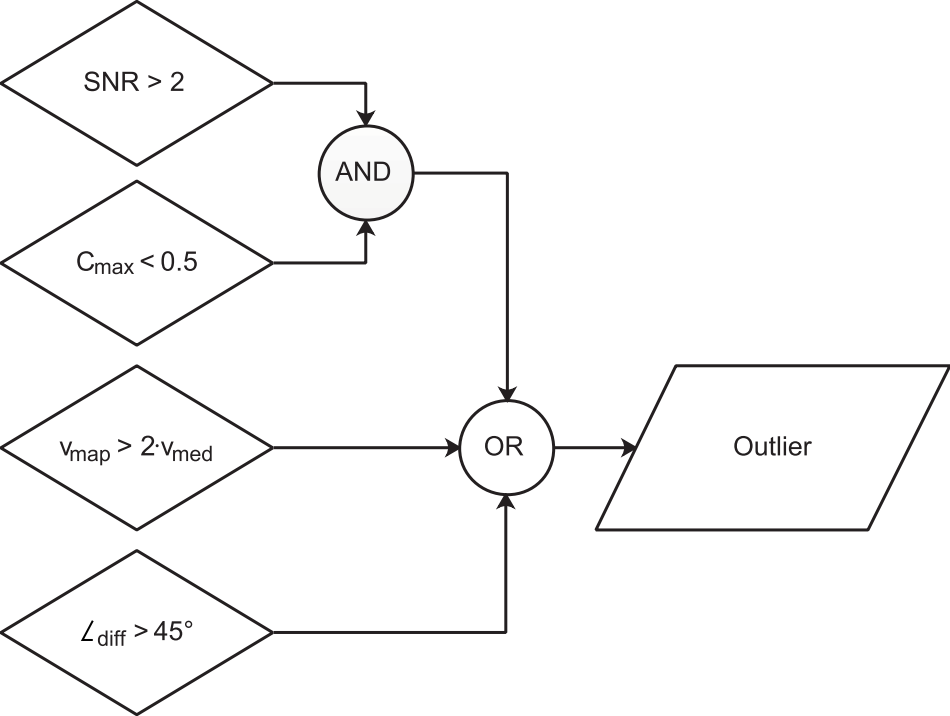 SNR > 2
AND
Cmax < 0.5
vmap > 2·vmed
OR
Outlier
∠diff > 45°